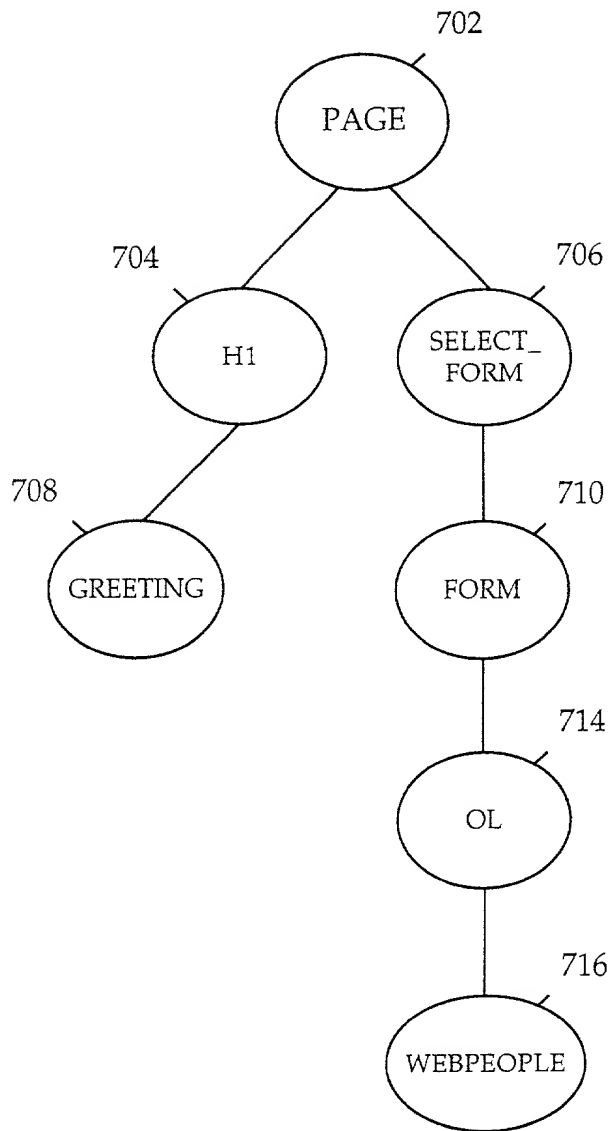 702
PAGE
704
706
H1
SELECT_
FORM
708
710
GREETING
FORM
714
OL
716
WEBPEOPLE